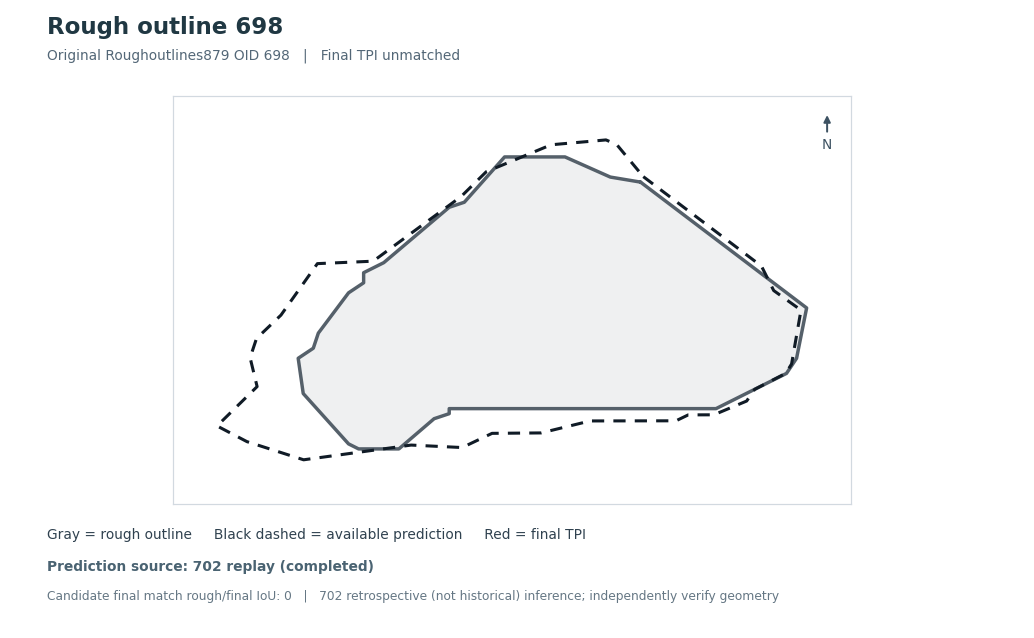 Rough outline 698
Original Roughoutlines879 OID 698   |   Final TPI unmatched
N
Gray = rough outline     Black dashed = available prediction     Red = final TPI
Prediction source: 702 replay (completed)
Candidate final match rough/final IoU: 0   |   702 retrospective (not historical) inference; independently verify geometry